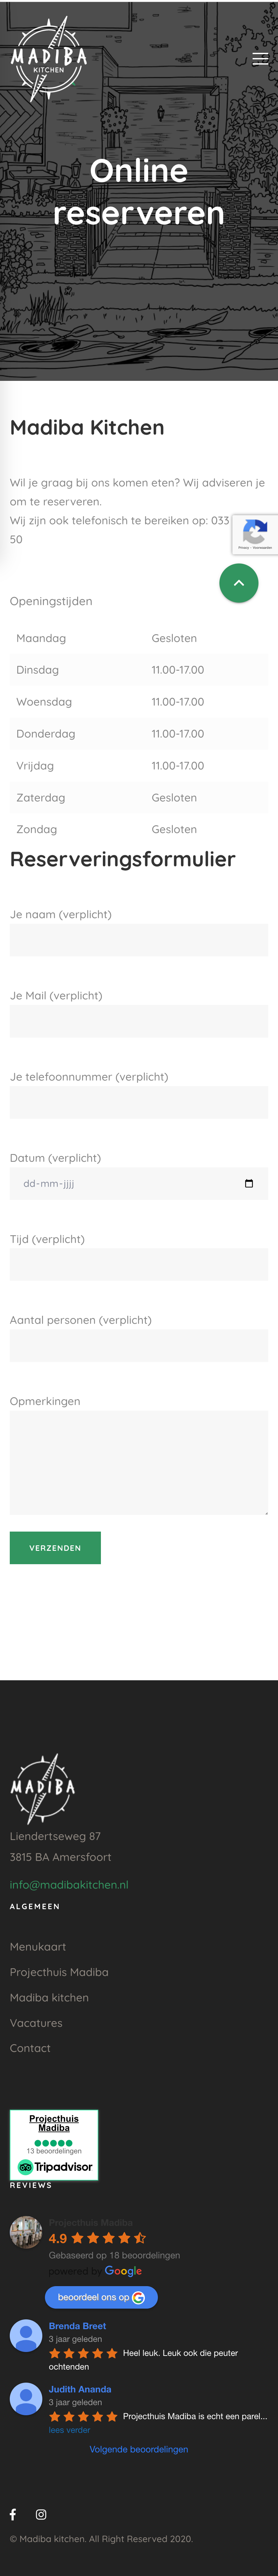 MADIBA
KITCHEN
Online
reserveren
Madiba Kitchen
Wil je graag bij ons komen eten? Wij adviseren je
om te reserveren.
Wij zijn ook telefonisch te bereiken op: 033
50
Privacy - Voorwaarden
Openingstijden
Maandag Gesloten
Dinsdag 11.00-17.00
Woensdag 11.00-17.00
Donderdag 11.00-17.00
Vrijdag 11.00-17.00
Zaterdag Gesloten
Zondag Gesloten
Reserveringsformulier
Je naam (verplicht)
Je Mail (verplicht)
Je telefoonnummer (verplicht)
Datum (verplicht)
dd-mm-jjjj
Tijd (verplicht)
Aantal personen (verplicht)
Opmerkingen
VERZENDEN
MADIBA
Liendertseweg 87
3815 BA Amersfoort
info@madibakitchen.nl
ALGEMEEN
Menukaart
Projecthuis Madiba
Madiba kitchen
Vacatures
Contact
Projecthuis
Madiba
13 beoordelingen
Tripadvisor
REVIEWS
Projecthuis Madiba
4.9
Gebaseerd op 18 beoordelingen
powered by Google
beoordeel ons op G
Brenda Breet
3 jaar geleden
Heel leuk. Leuk ook die peuter
ochtenden
Judith Ananda
3 jaar geleden
Projecthuis Madiba is echt een parel...
lees verder
Volgende beoordelingen
© Madiba kitchen. All Right Reserved 2020.